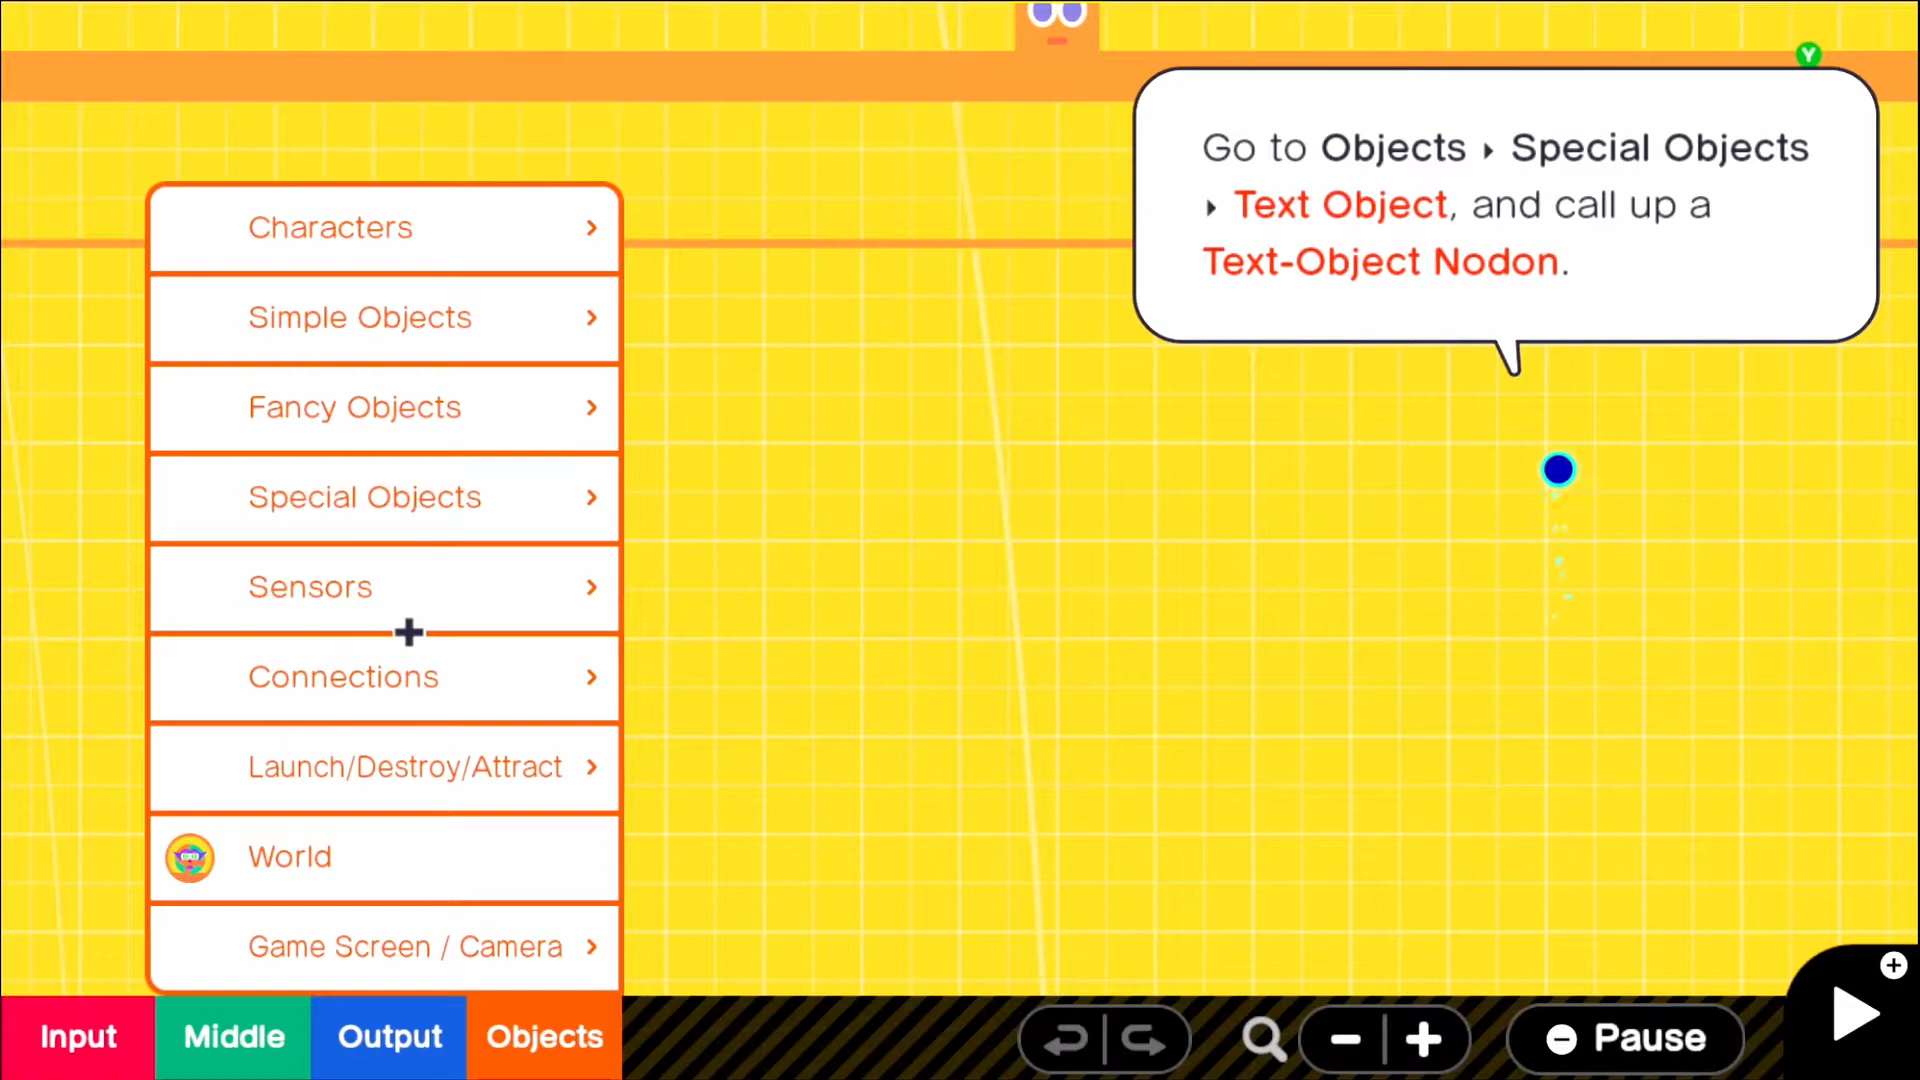 Y
Go to Objects ▸ Special Objects
▸ Text Object, and call up a
Text-Object Nodon.
Characters
Simple Objects
Fancy Objects
Special Objects
Sensors
Connections
Launch/Destroy/Attract
World
Game Screen / Camera
Input
Middle
Output
Objects
Pause